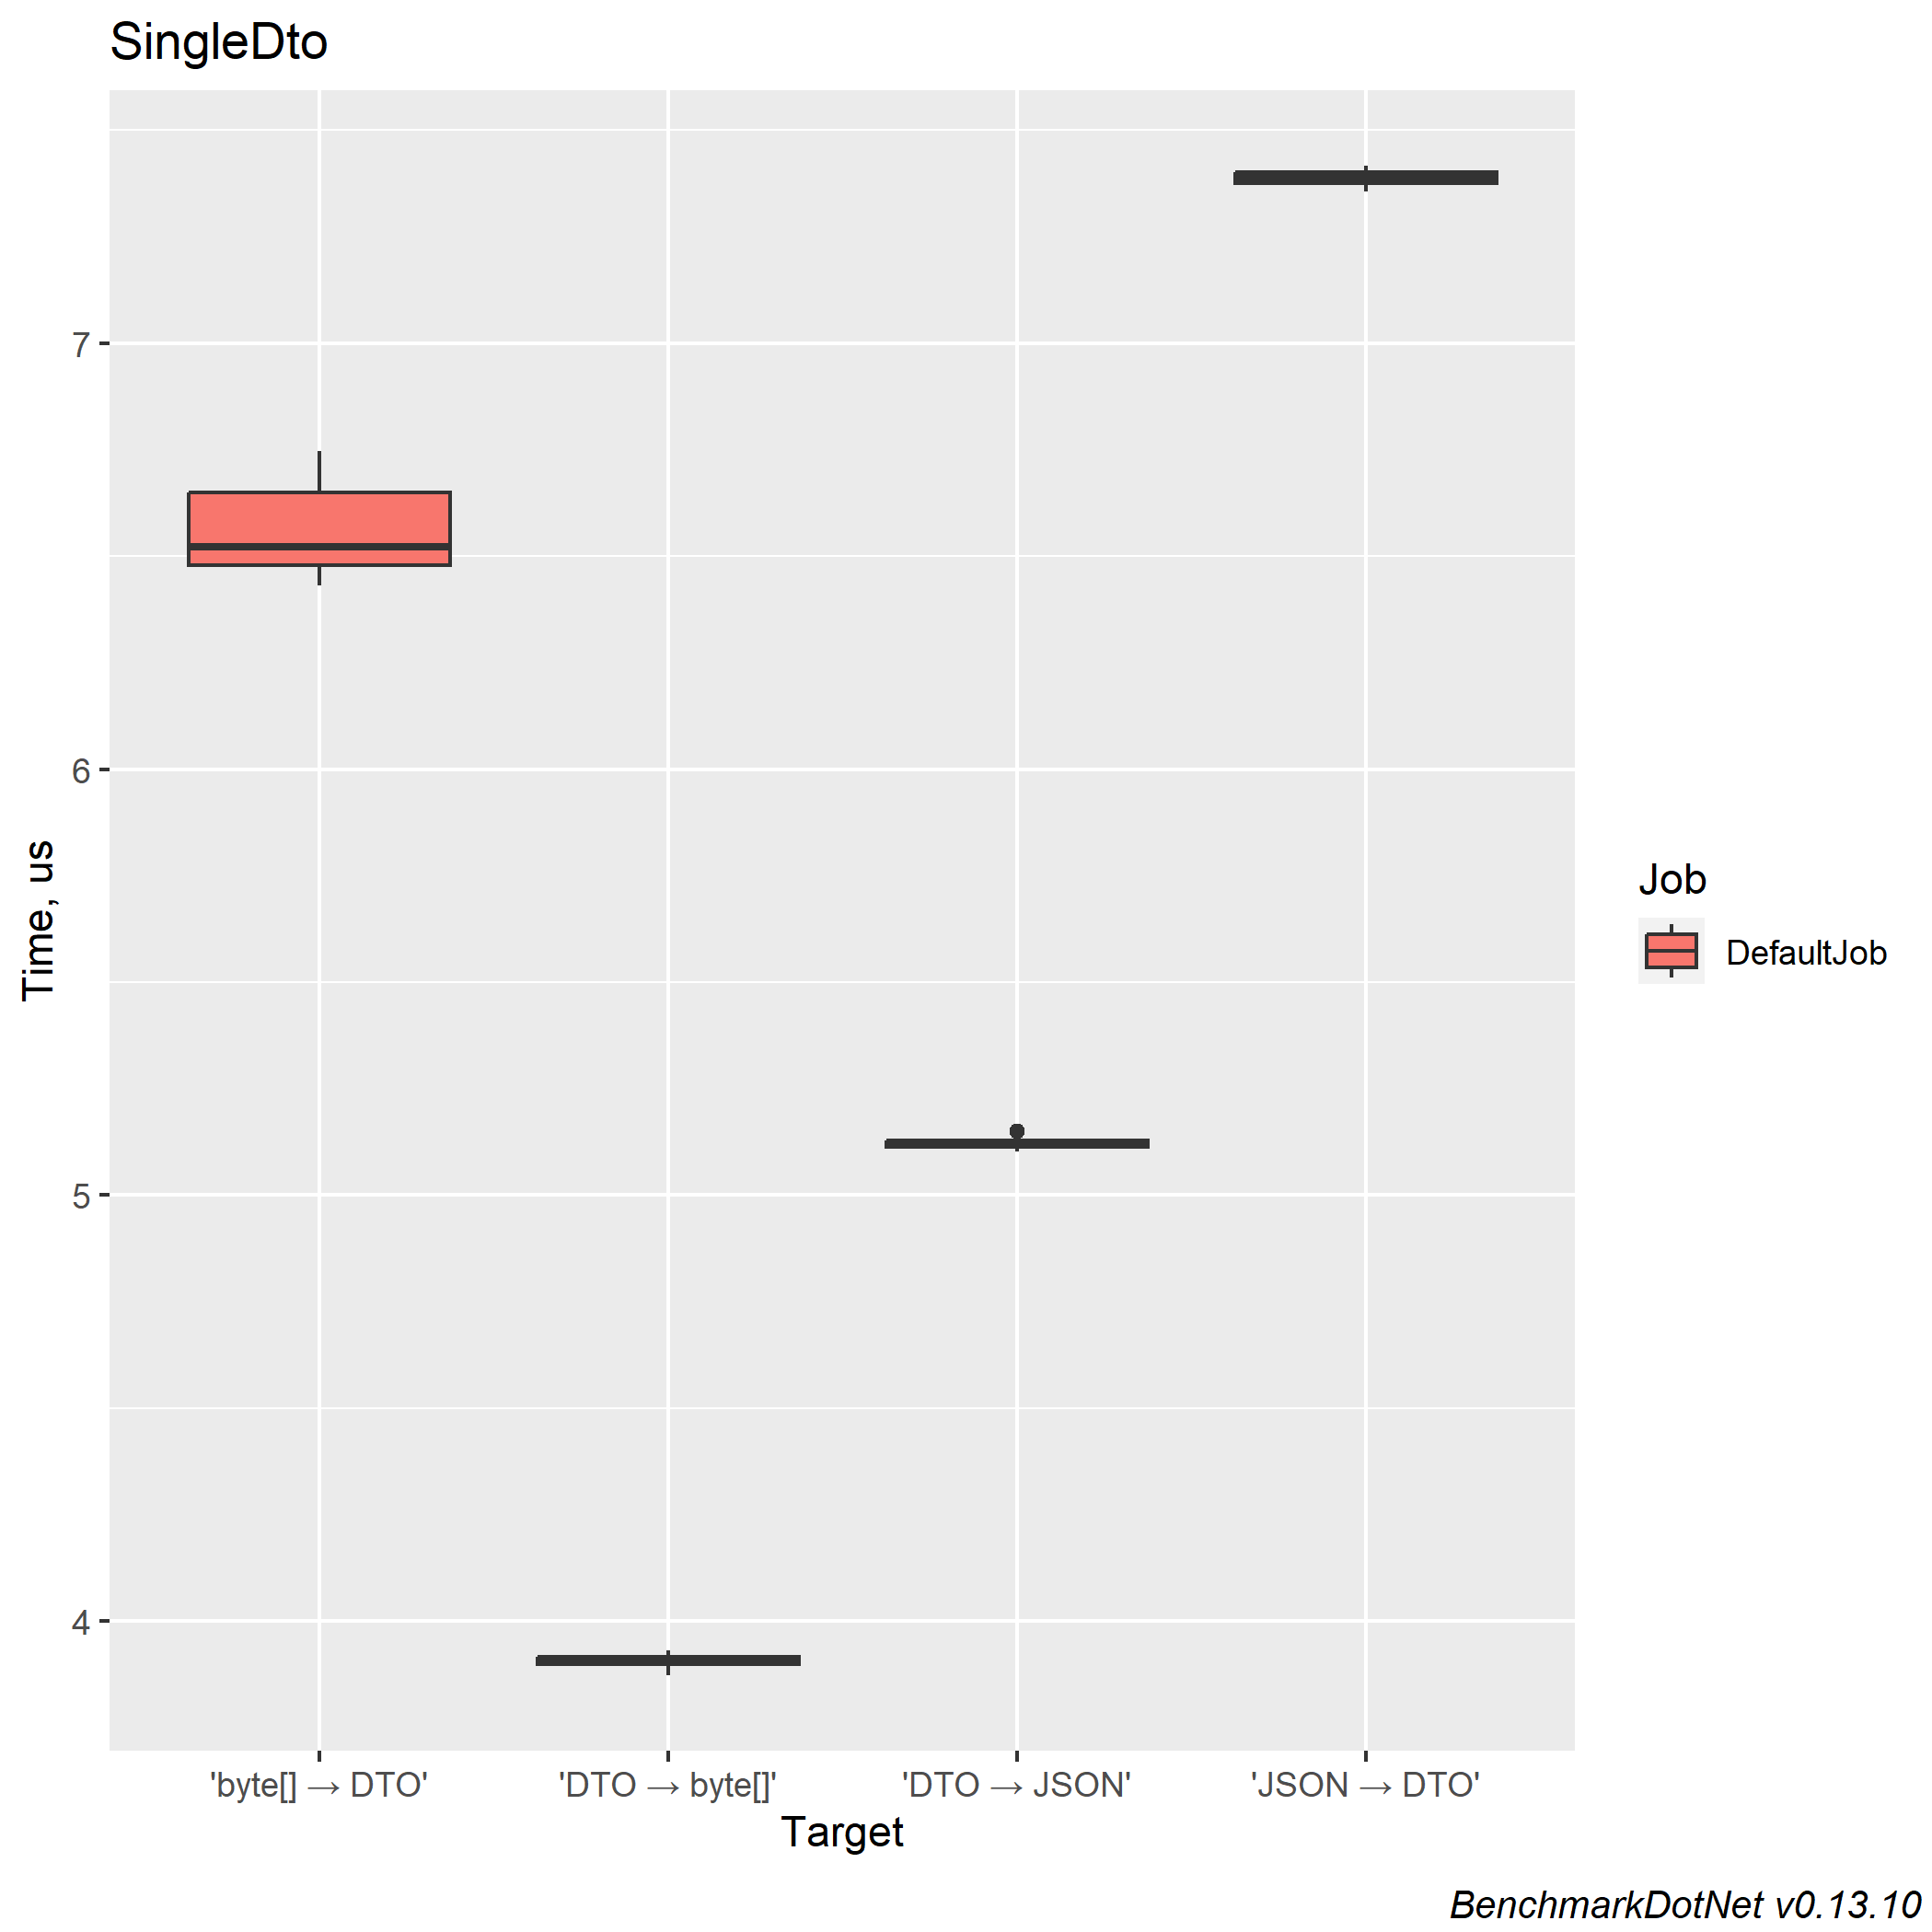 SingleDto
7
6
5
4
Time, us
'byte[] → DTO'
'DTO → byte[]'
'DTO → JSON'
'JSON → DTO'
Target
Job
DefaultJob
BenchmarkDotNet v0.13.10